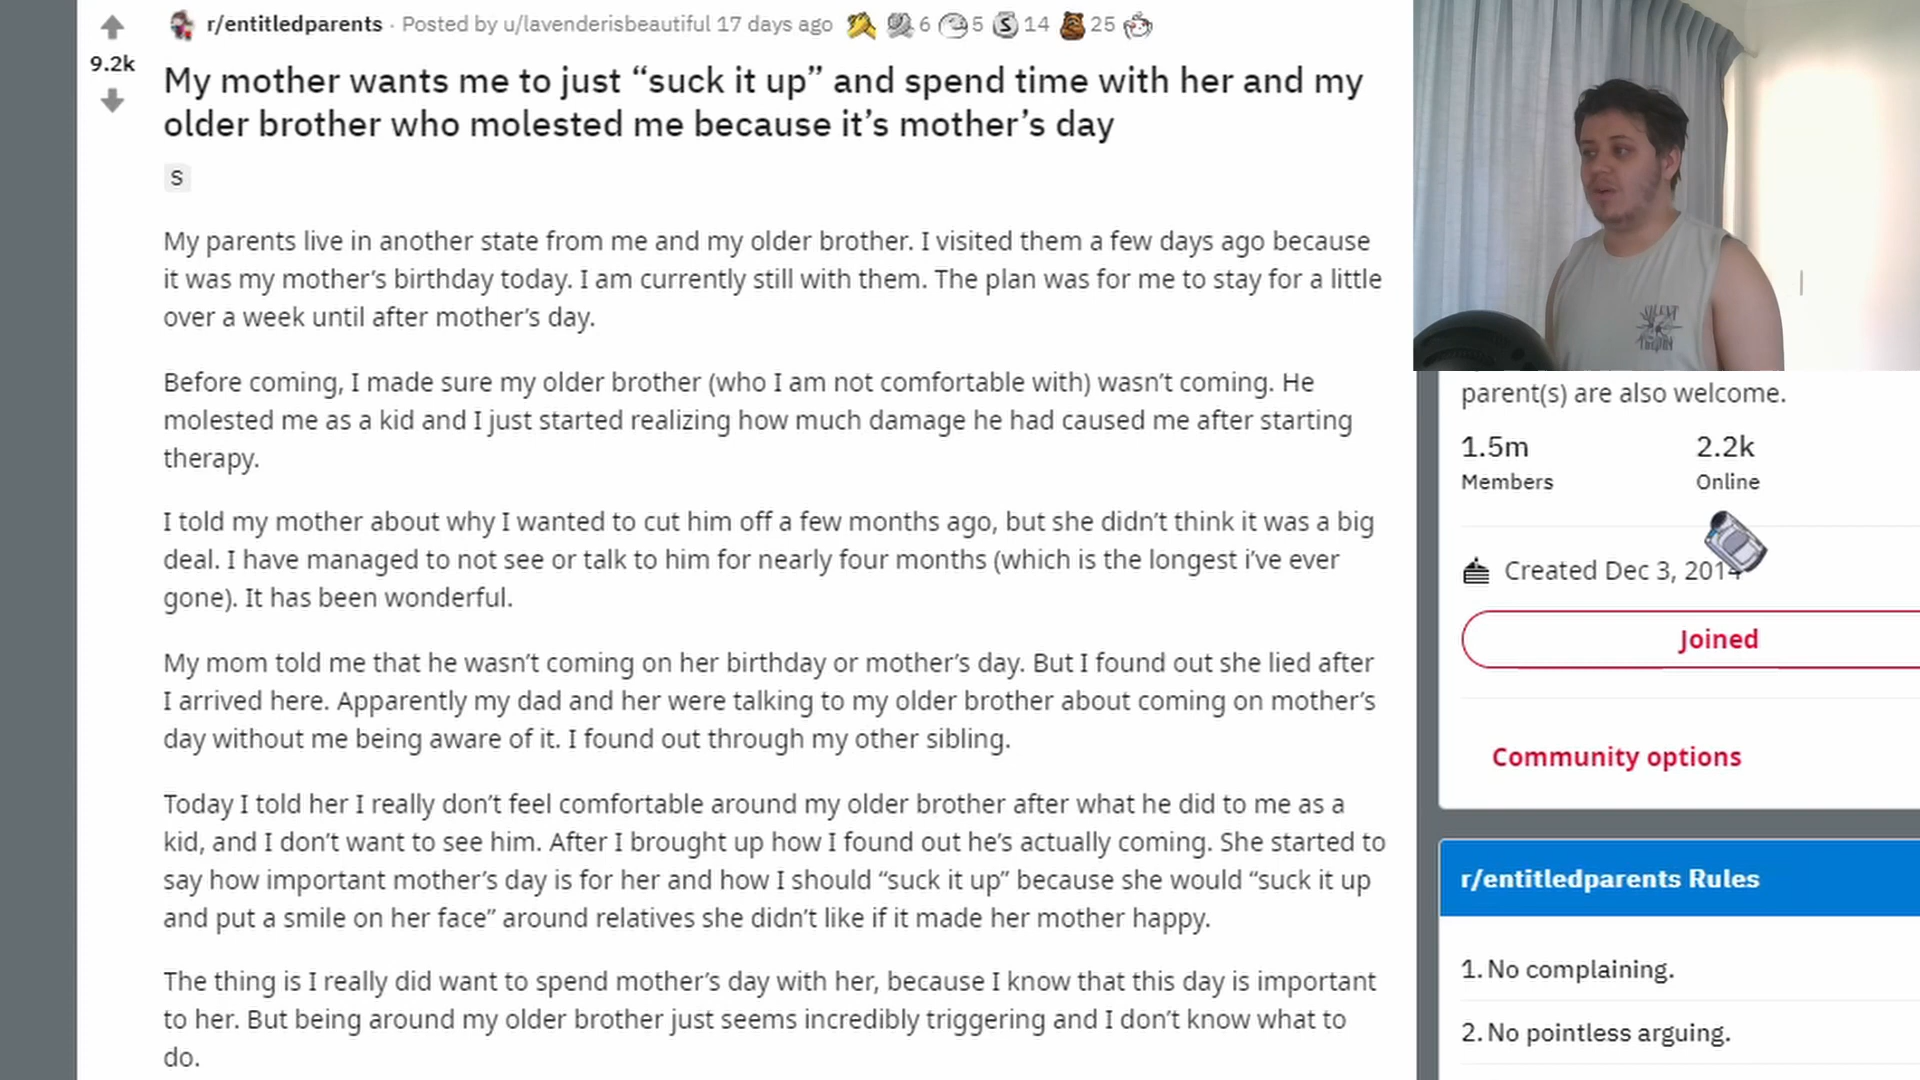 r/entitledparents · Posted by u/lavenderisbeautiful 17 days ago 6 5 14 25
9.2k
My mother wants me to just “suck it up” and spend time with her and my
older brother who molested me because it’s mother’s day
S
My parents live in another state from me and my older brother. I visited them a few days ago because
it was my mother’s birthday today. I am currently still with them. The plan was for me to stay for a little
over a week until after mother’s day.
Before coming, I made sure my older brother (who I am not comfortable with) wasn’t coming. He
molested me as a kid and I just started realizing how much damage he had caused me after starting
therapy.
I told my mother about why I wanted to cut him off a few months ago, but she didn’t think it was a big
deal. I have managed to not see or talk to him for nearly four months (which is the longest i’ve ever
gone). It has been wonderful.
My mom told me that he wasn’t coming on her birthday or mother’s day. But I found out she lied after
I arrived here. Apparently my dad and her were talking to my older brother about coming on mother’s
day without me being aware of it. I found out through my other sibling.
Today I told her I really don’t feel comfortable around my older brother after what he did to me as a
kid, and I don’t want to see him. After I brought up how I found out he’s actually coming. She started to
say how important mother’s day is for her and how I should “suck it up” because she would “suck it up
and put a smile on her face” around relatives she didn’t like if it made her mother happy.
The thing is I really did want to spend mother’s day with her, because I know that this day is important
to her. But being around my older brother just seems incredibly triggering and I don’t know what to
do.
SILENT
parent(s) are also welcome.
1.5m 2.2k
Members Online
Created Dec 3, 2014
Joined
Community options
r/entitledparents Rules
1. No complaining.
2. No pointless arguing.